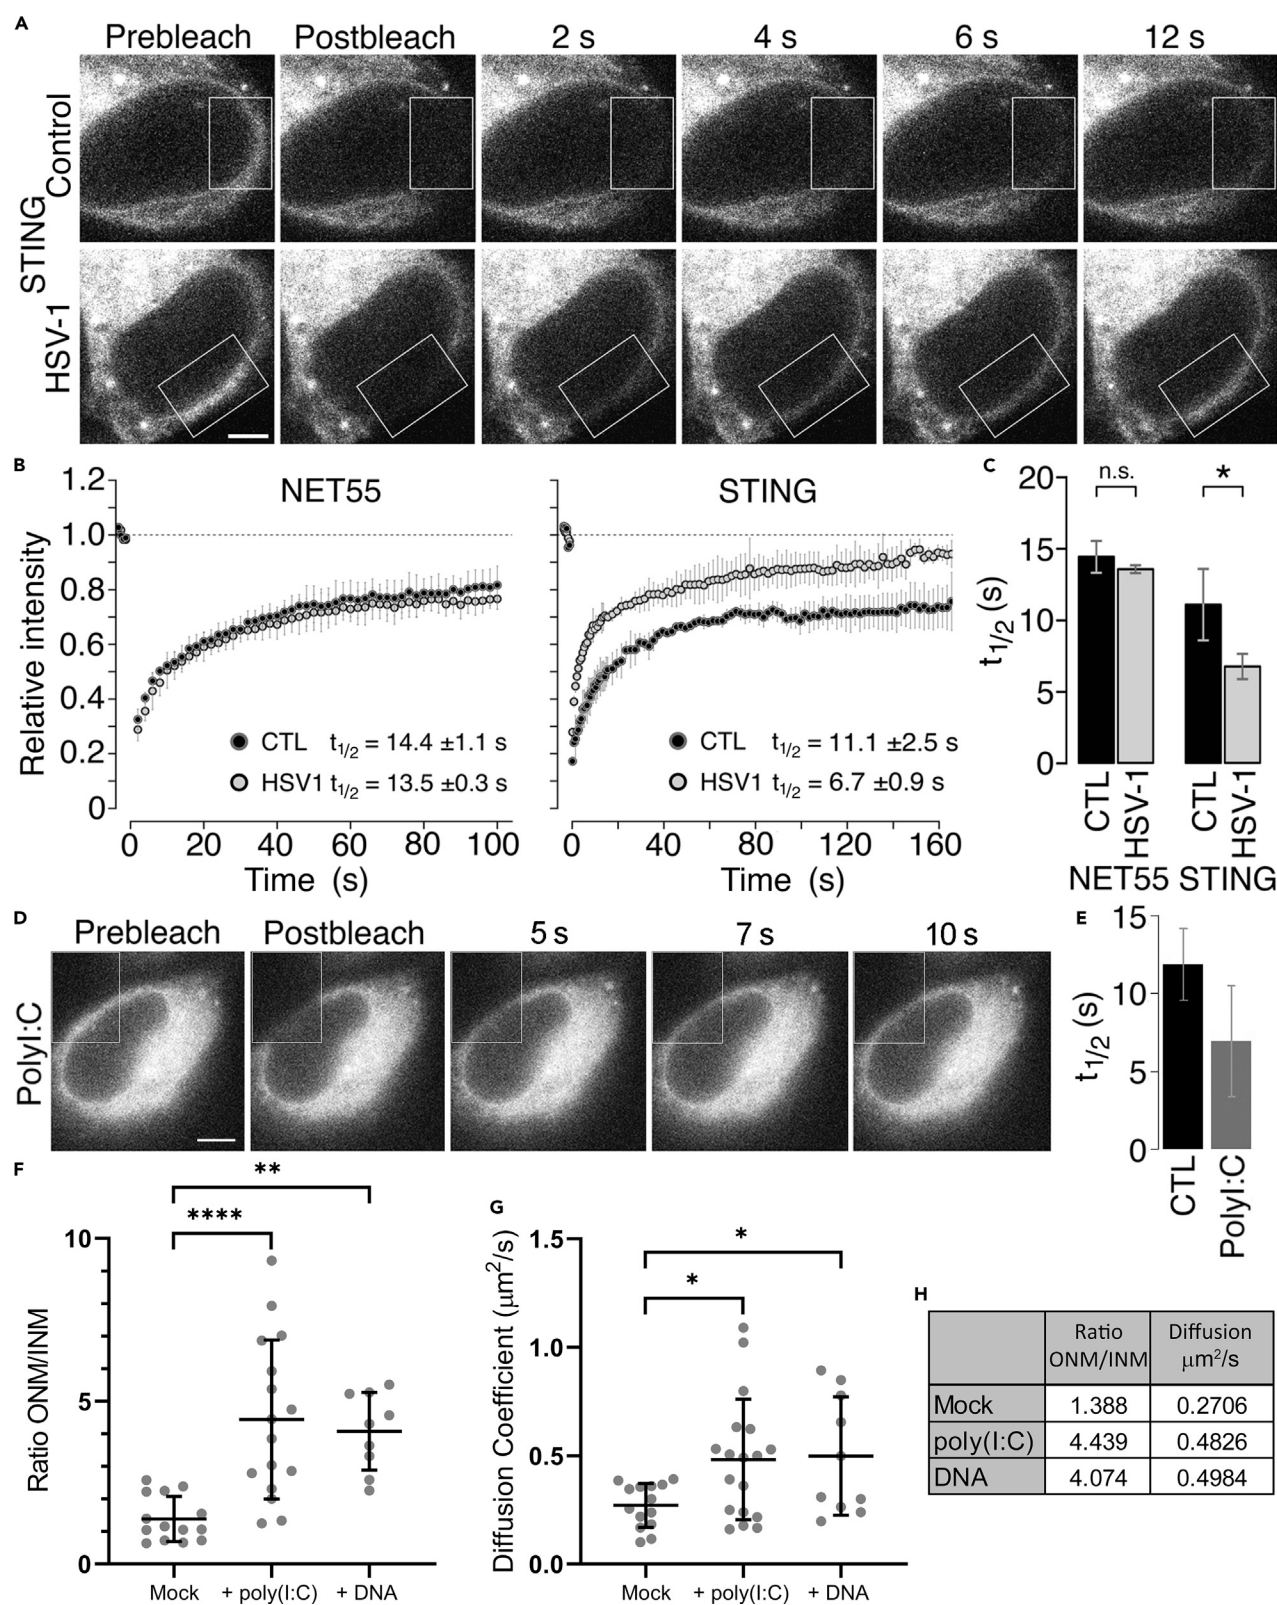 A
Prebleach Postbleach 2 s 4 s 6 s 12 s
STING
Control
HSV-1
B
1.2
1.0
0.8
0.6
0.4
0.2
0
Relative intensity
NET55
CTL t1/2 = 14.4 ±1.1 s
HSV1 t1/2 = 13.5 ±0.3 s
0 20 40 60 80 100
Time (s)
STING
CTL t1/2 = 11.1 ±2.5 s
HSV1 t1/2 = 6.7 ±0.9 s
0 40 80 120 160
Time (s)
C
20
15
10
5
0
t1/2 (s)
n.s. *
CTL HSV-1 CTL HSV-1
NET55 STING
D
Prebleach Postbleach 5 s 7 s 10 s
PolyI:C
E
15
10
5
0
t1/2 (s)
CTL PolyI:C
F
**
****
10
5
0
Ratio ONM/INM
Mock + poly(I:C) + DNA
G
*
*
1.5
1.0
0.5
0.0
Diffusion Coefficient (μm2/s)
Mock + poly(I:C) + DNA
H
Ratio Diffusion
ONM/INM μm2/s
Mock 1.388 0.2706
poly(I:C) 4.439 0.4826
DNA 4.074 0.4984